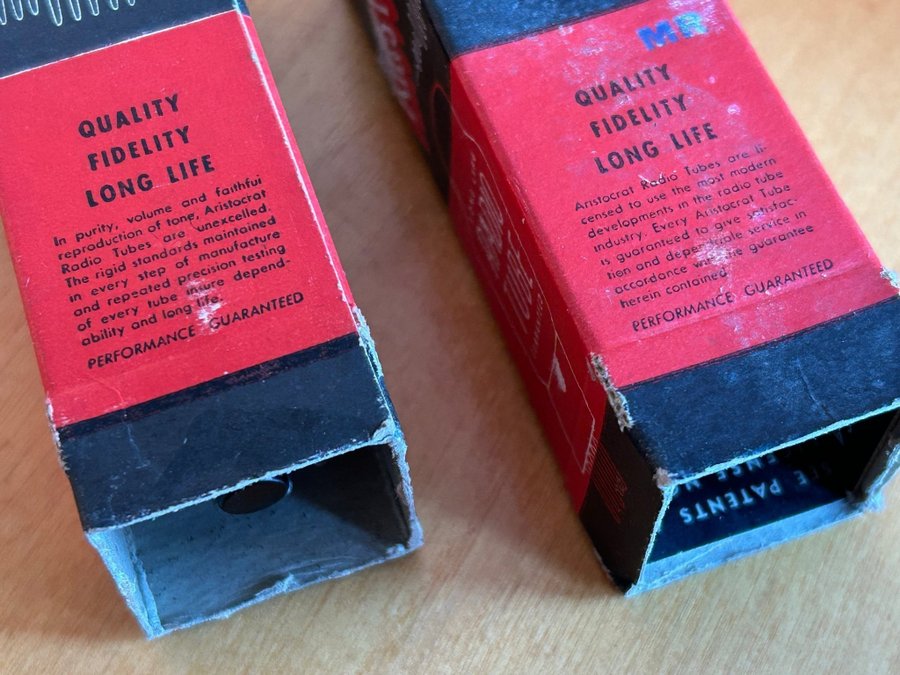 QUALITY
FIDELITY
LONG LIFE
In purity, volume and faithful
reproduction of tone, Aristocrat
Radio Tubes are unexcelled.
The rigid standards maintained
in every step of manufacture
and repeated precision testing
of every tube insure depend-
ability and long life.
PERFORMANCE GUARANTEED
QUALITY
FIDELITY
LONG LIFE
Aristocrat Radio Tubes are li-
censed to use the most modern
developments in the radio tube
industry. Every Aristocrat Tube
is guaranteed to give satisfac-
tion and dependable service in
accordance with the guarantee
herein contained.
PERFORMANCE GUARANTEED
PATENTS